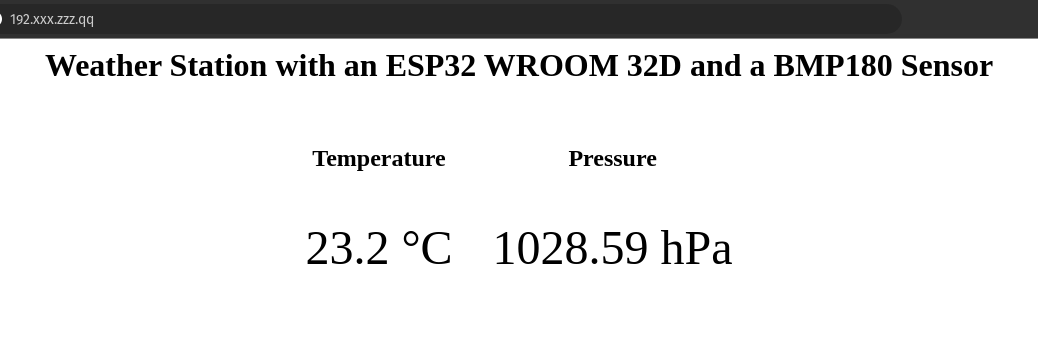 192.xxx.zzz.qq
Weather Station with an ESP32 WROOM 32D and a BMP180 Sensor
Temperature Pressure
23.2 °C 1028.59 hPa